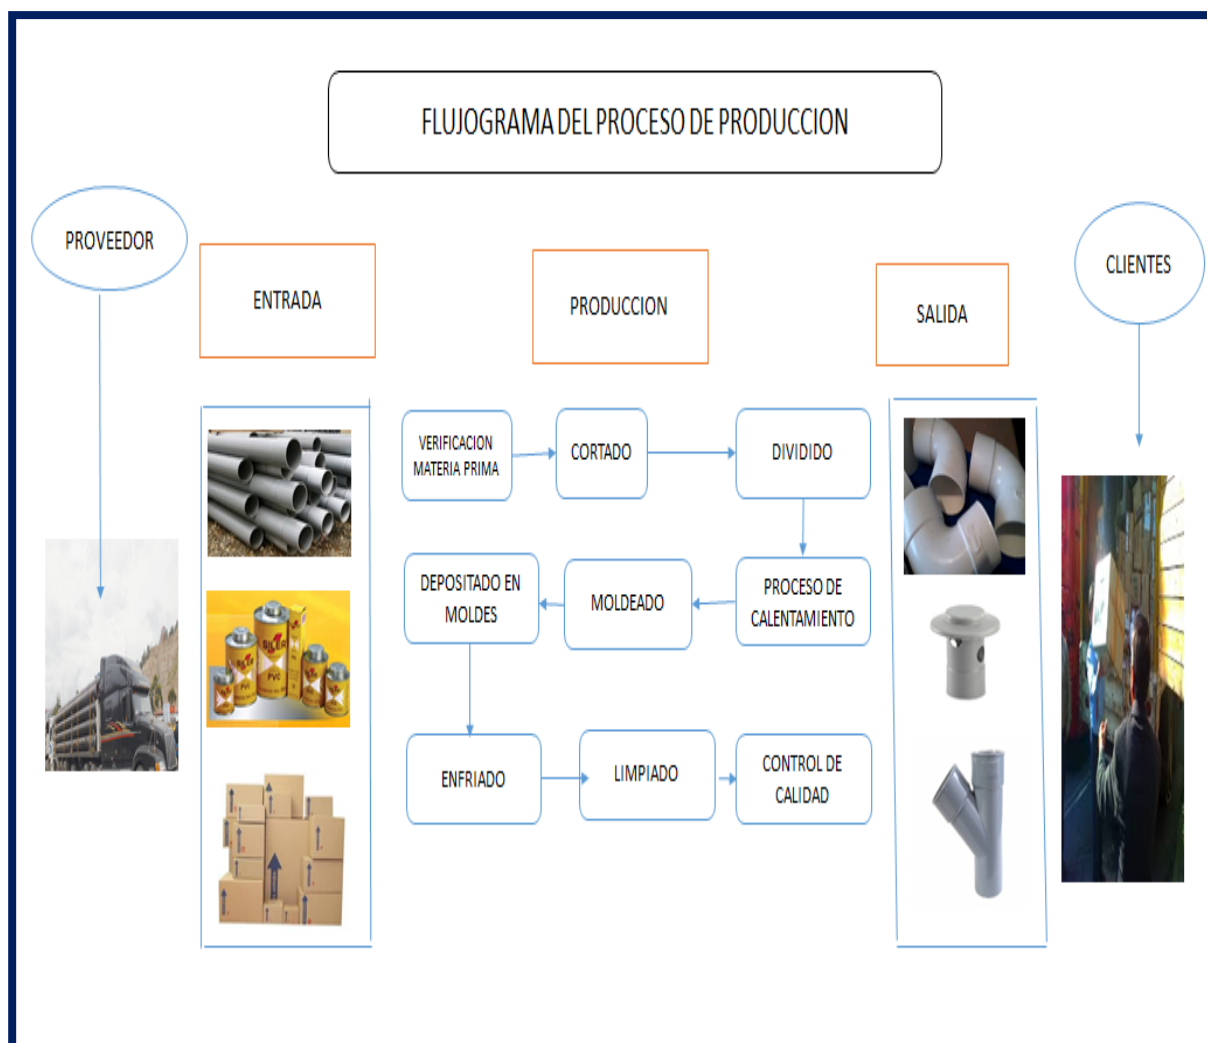 FLUJOGRAMA DEL PROCESO DE PRODUCCION
PROVEEDOR
ENTRADA
PRODUCCION
SALIDA
CLIENTES
VERIFICACION
MATERIA PRIMA
CORTADO
DIVIDIDO
DEPOSITADO EN
MOLDES
MOLDEADO
PROCESO DE
CALENTAMIENTO
ENFRIADO
LIMPIADO
CONTROL DE
CALIDAD
PVC